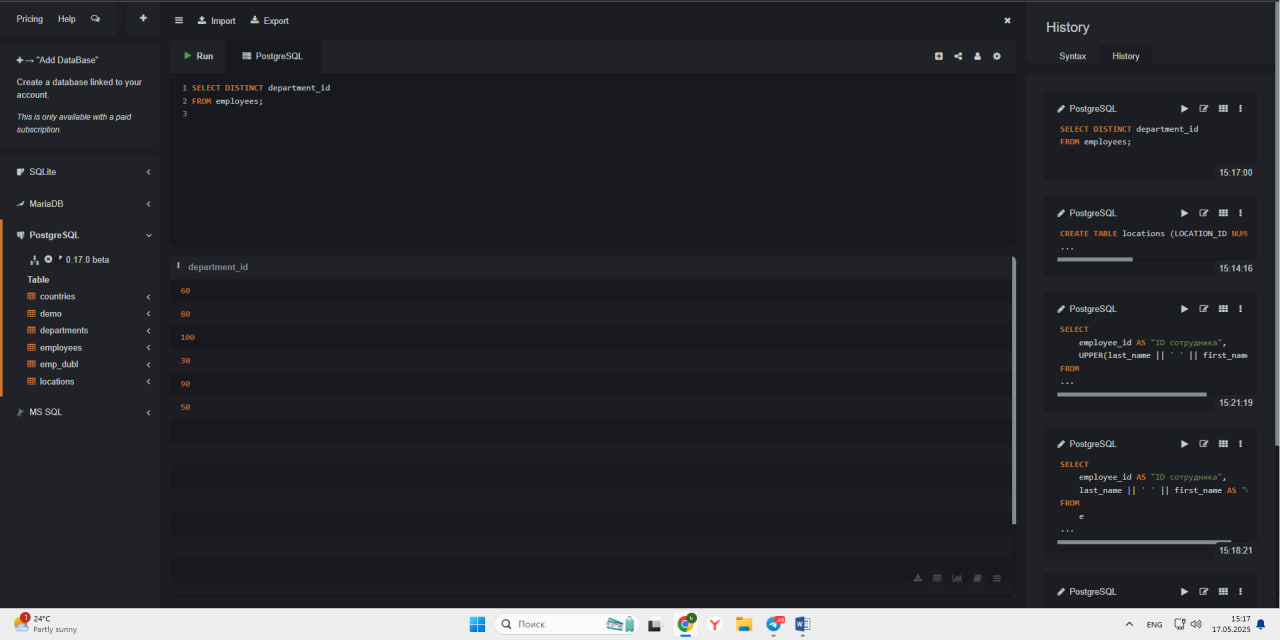 Pricing Help
Import Export
History
"Add DataBase"
Create a database linked to your
account.
This is only available with a paid
subscription.
SQLite
MariaDB
PostgreSQL
0.17.0 beta
Table
countries
demo
departments
employees
emp_dubl
locations
MS SQL
Run PostgreSQL
1 SELECT DISTINCT department_id
2 FROM employees;
3
department_id
60
80
100
30
90
50
Syntax History
PostgreSQL
SELECT DISTINCT department_id
FROM employees;
15:17:00
PostgreSQL
CREATE TABLE locations (LOCATION_ID NUM
...
15:14:16
PostgreSQL
SELECT
employee_id AS "ID сотрудника",
UPPER(last_name || ' ' || first_name
FROM
...
15:21:19
PostgreSQL
SELECT
employee_id AS "ID сотрудника",
last_name || ' ' || first_name AS "
FROM
e
...
15:18:21
PostgreSQL
1
24°C
Partly sunny
Поиск
ENG
15:17
17.05.2025